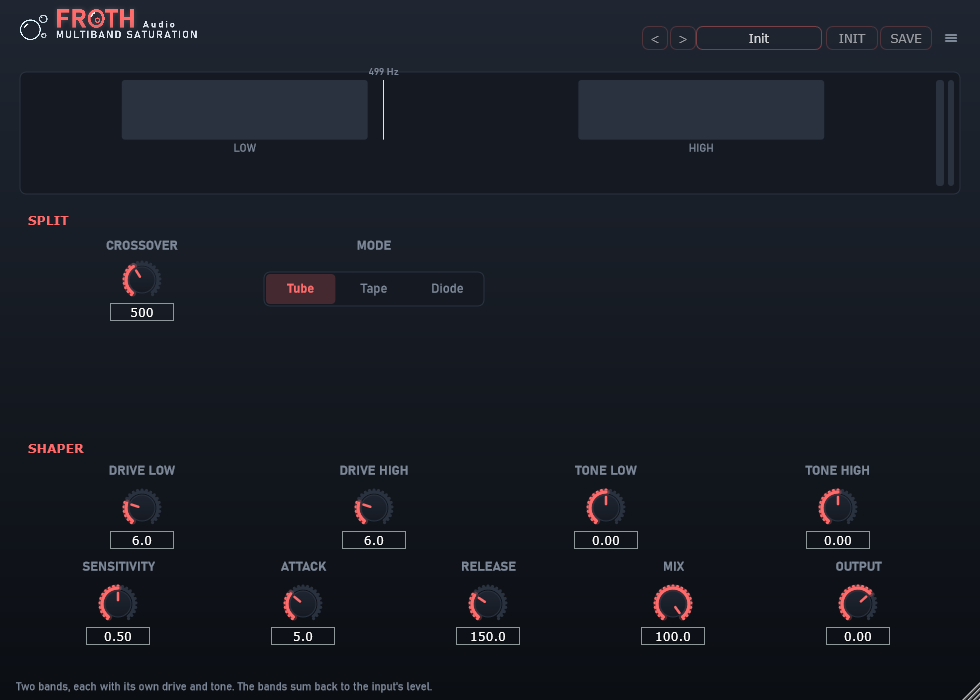 FROTH Audio
MULTIBAND SATURATION
< > Init INIT SAVE
499 Hz
LOW HIGH
SPLIT
CROSSOVER MODE
Tube Tape Diode
500
SHAPER
DRIVE LOW DRIVE HIGH TONE LOW TONE HIGH
6.0 6.0 0.00 0.00
SENSITIVITY ATTACK RELEASE MIX OUTPUT
0.50 5.0 150.0 100.0 0.00
Two bands, each with its own drive and tone. The bands sum back to the input's level.